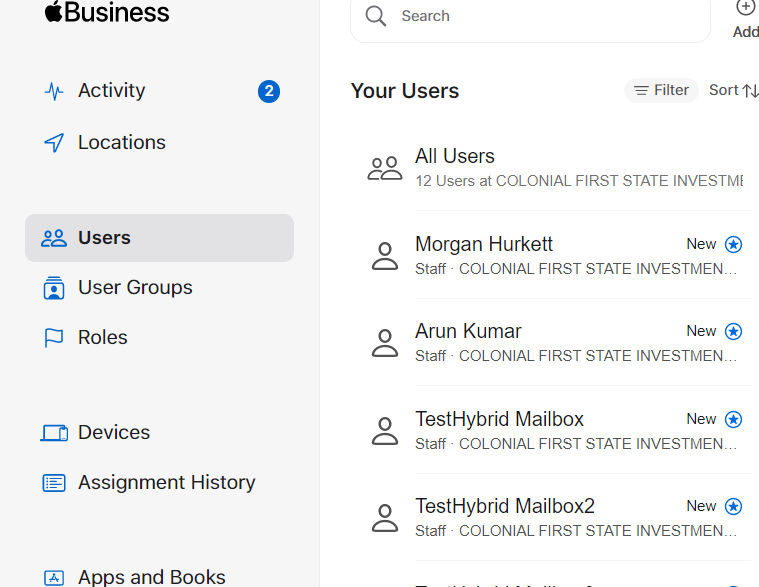 Business
Activity
2
Locations
Users
User Groups
Roles
Devices
Assignment History
Apps and Books
Search
Add
Your Users
Filter
Sort
All Users
12 Users at COLONIAL FIRST STATE INVESTME
Morgan Hurkett
New
Staff · COLONIAL FIRST STATE INVESTMEN…
Arun Kumar
New
Staff · COLONIAL FIRST STATE INVESTMEN…
TestHybrid Mailbox
New
Staff · COLONIAL FIRST STATE INVESTMEN…
TestHybrid Mailbox2
New
Staff · COLONIAL FIRST STATE INVESTMEN…